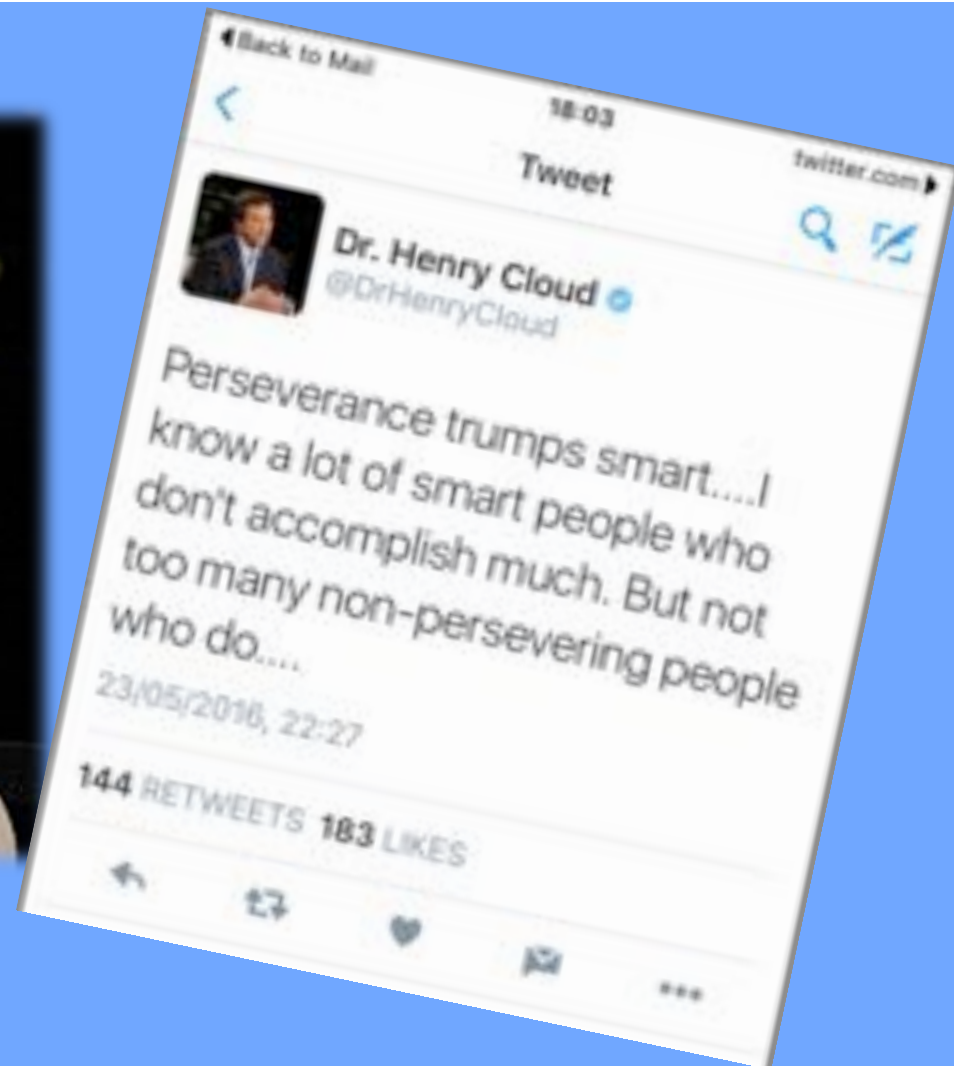 Back to Mail
18:03
twitter.com
Tweet
Dr. Henry Cloud
@DrHenryCloud
Perseverance trumps smart....I
know a lot of smart people who
don't accomplish much. But not
too many non-persevering people
who do....
23/05/2016, 22:27
144 RETWEETS 183 LIKES